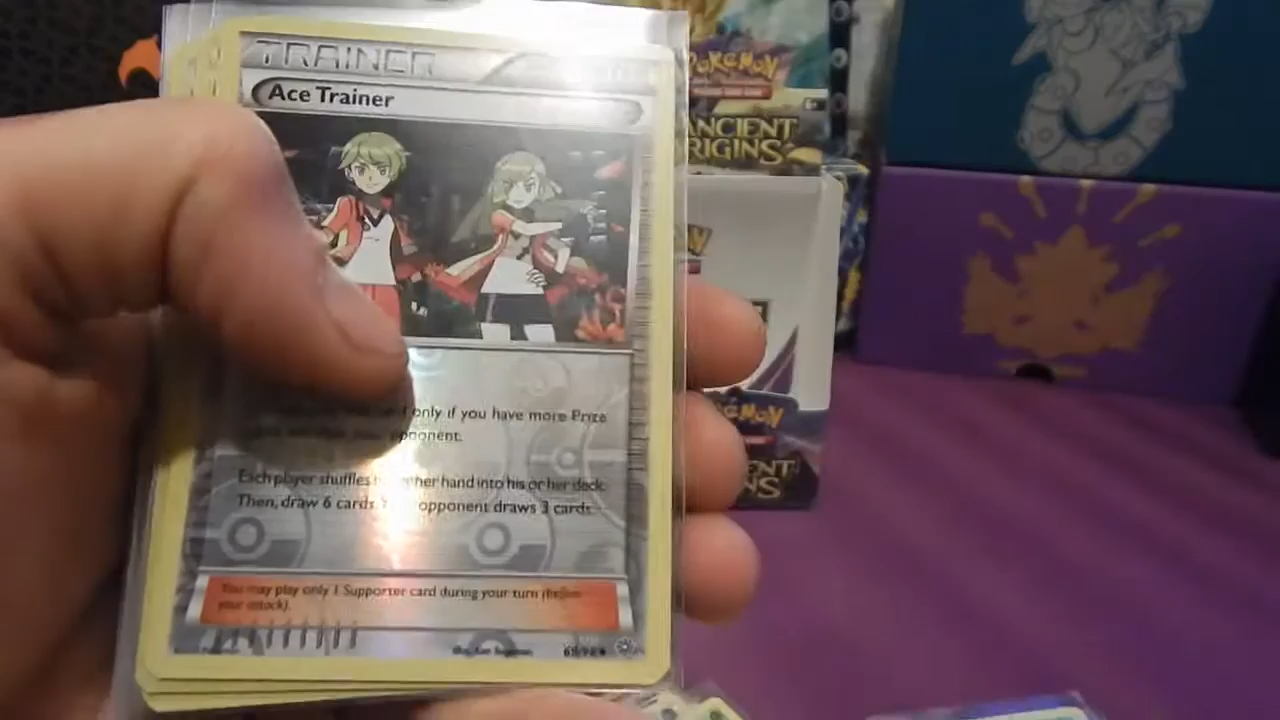 TRAINER
Ace Trainer
only if you have more Prize
opponent.
Each player shuffles his or her hand into his or her deck.
Then, draw 6 cards. opponent draws 3 cards.
You may play only 1 Supporter card during your turn (before
your attack).
POKéMON
ANCIENT
ORIGINS